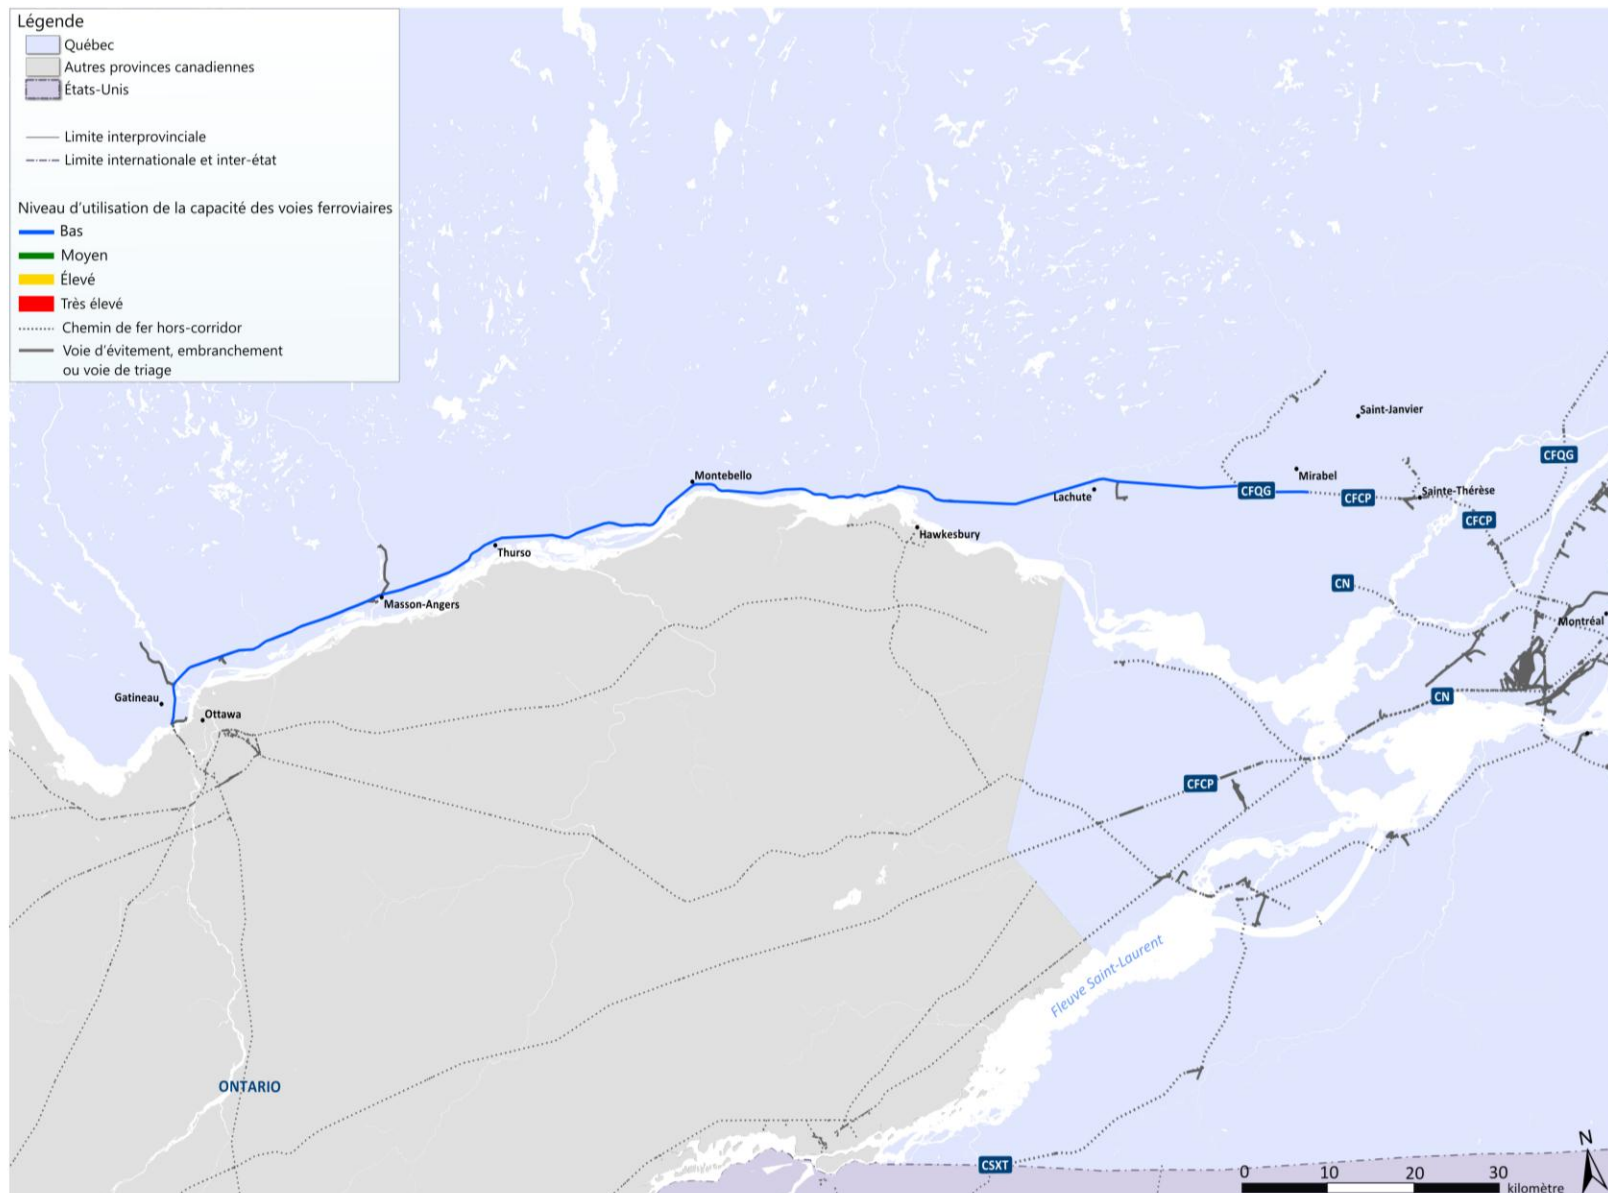 Légende
Québec
Autres provinces canadiennes
États-Unis
Limite interprovinciale
Limite internationale et inter-état
Niveau d'utilisation de la capacité des voies ferroviaires
Bas
Moyen
Élevé
Très élevé
Chemin de fer hors-corridor
Voie d'évitement, embranchement
ou voie de triage
Saint-Janvier
CFQG
Mirabel
Montebello
Lachute
CFQG
CFCP
Sainte-Thérèse
CFCP
Hawkesbury
Thurso
CN
Masson-Angers
Montréal
Gatineau
Ottawa
CN
CFCP
Fleuve Saint-Laurent
ONTARIO
CSXT
N
0 10 20 30
kilomètre